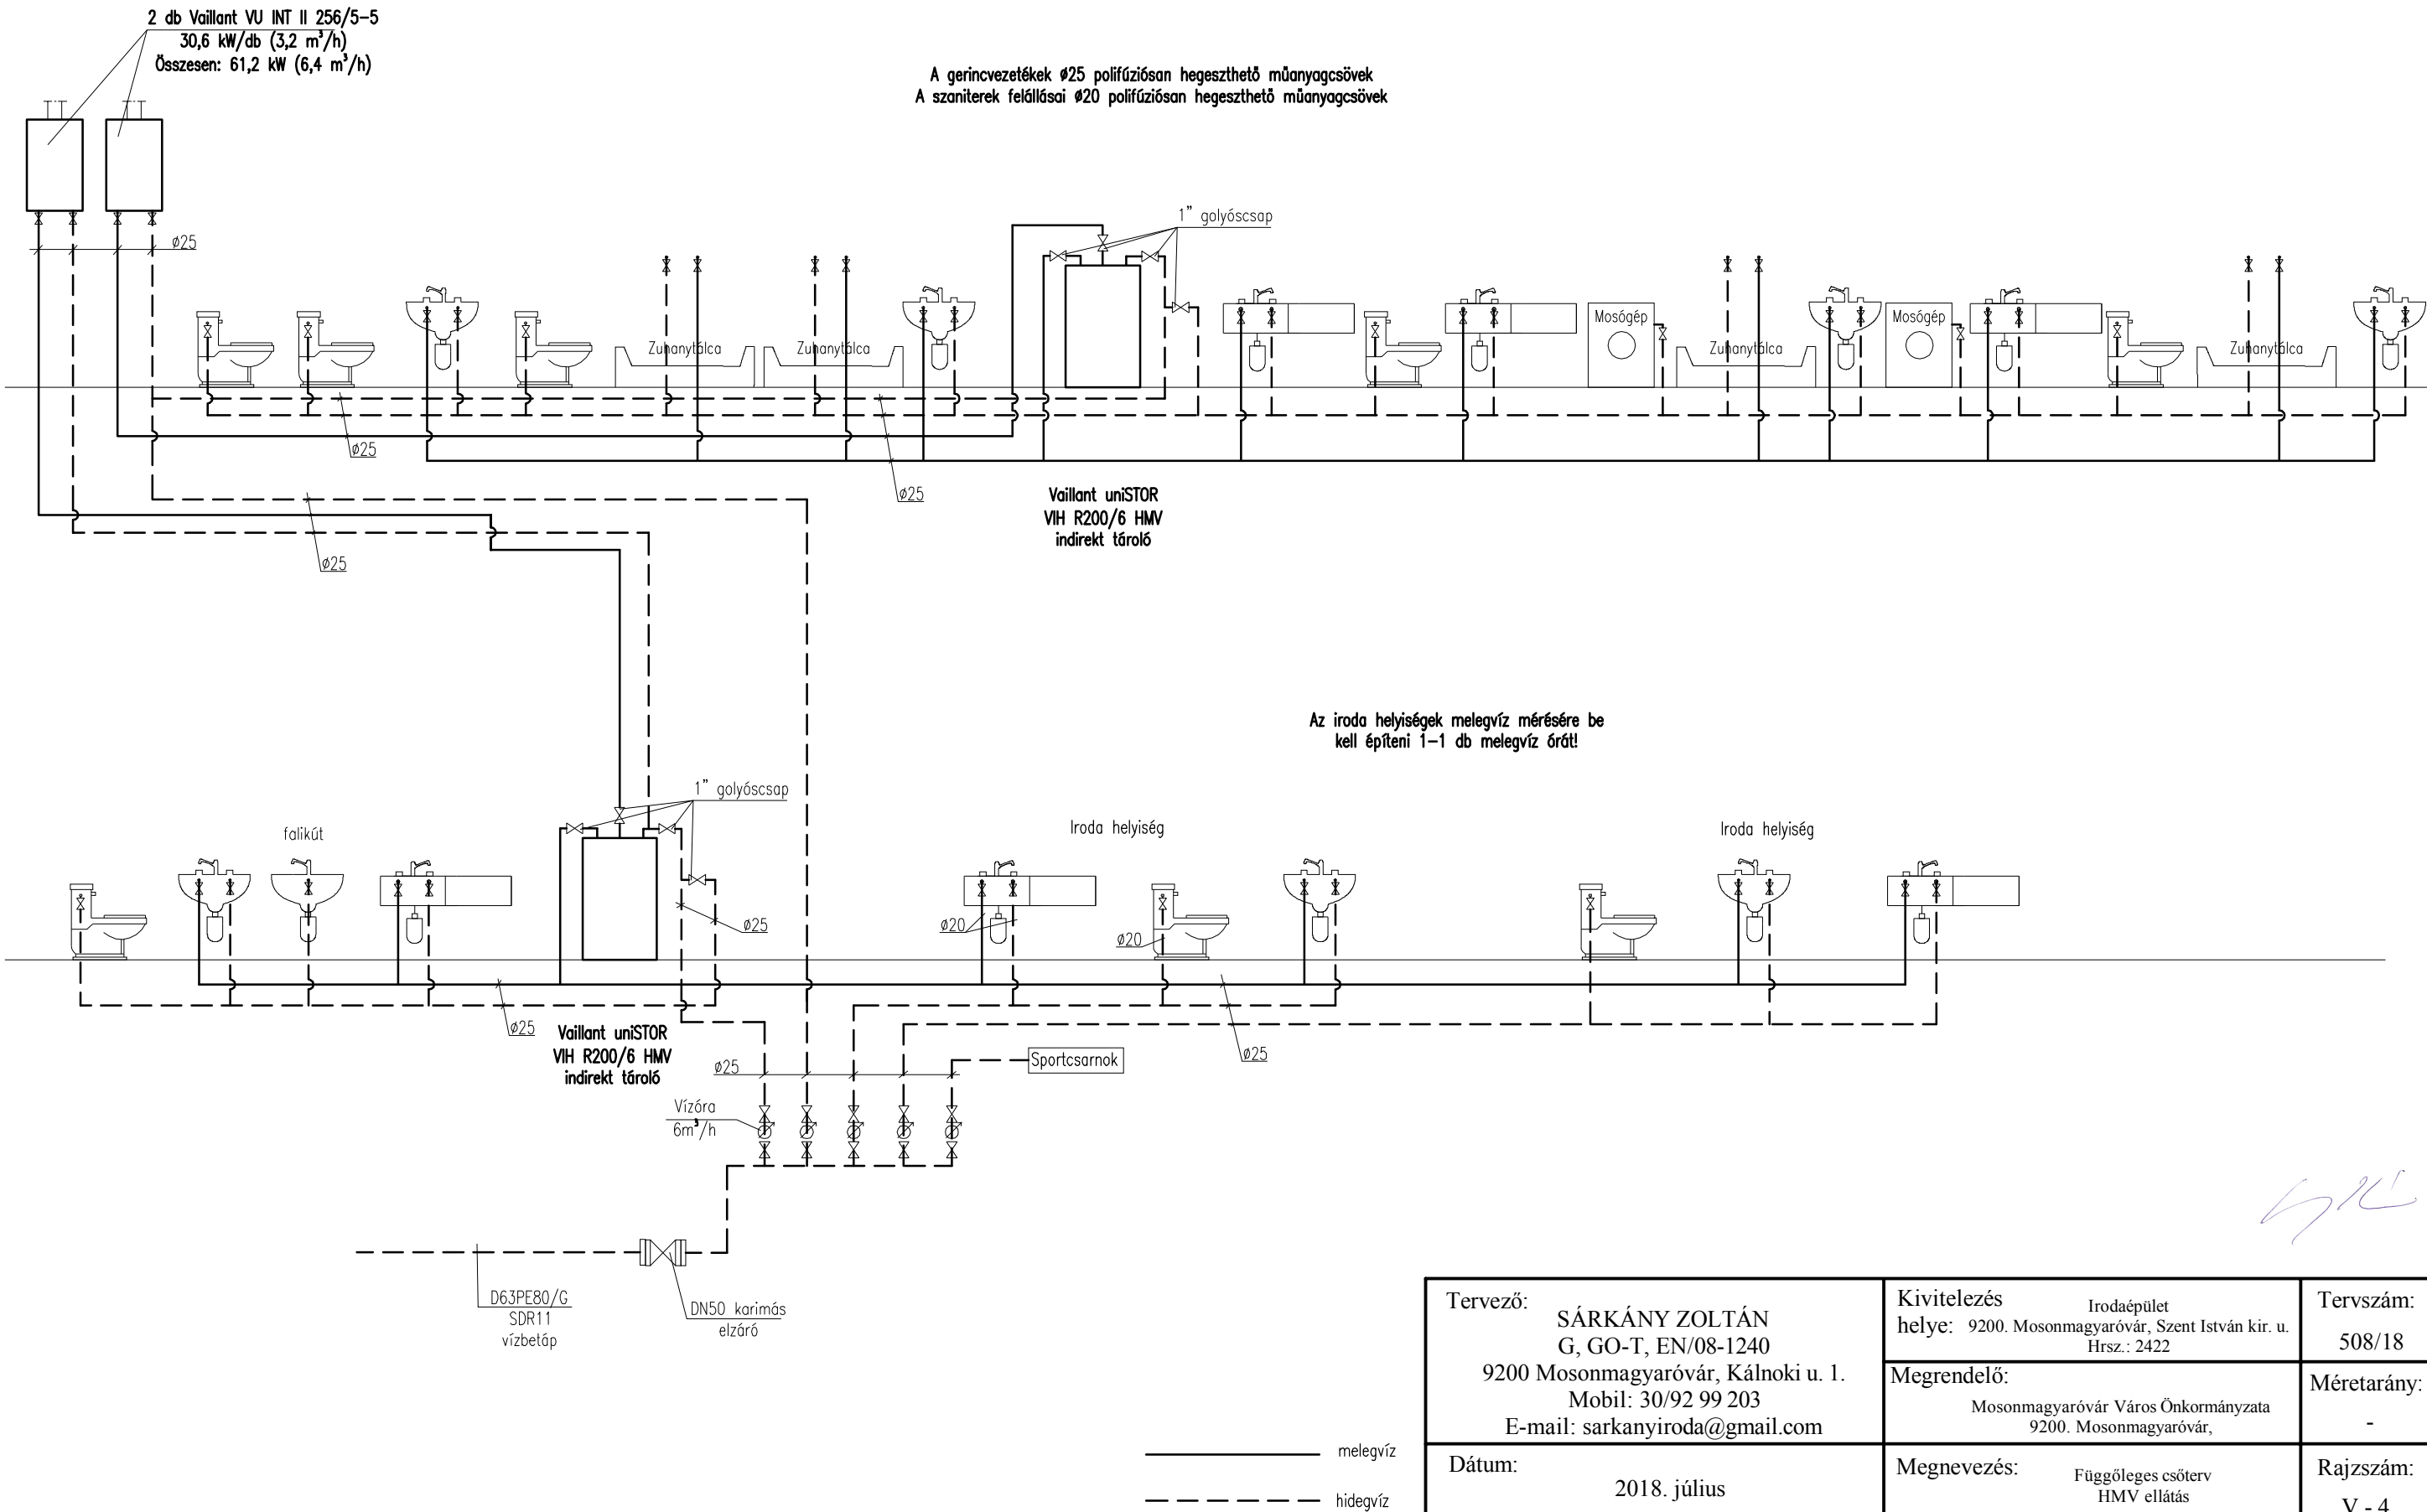 2 db Vaillant VU INT II 256/5-5
30,6 kW/db (3,2 m³/h)
Összesen: 61,2 kW (6,4 m³/h)
A gerincvezetékek ø25 polifúziósan hegeszthető műanyagcsövek
A szaniterek felállásai ø20 polifúziósan hegeszthető műanyagcsövek
ø25
1" golyóscsap
Zuhanytálca
Zuhanytálca
Mosógép
Zuhanytálca
Mosógép
Zuhanytálca
ø25
ø25
Vaillant uniSTOR
VIH R200/6 HMV
indirekt tároló
ø25
Az iroda helyiségek melegvíz mérésére be
kell építeni 1-1 db melegvíz órát!
1" golyóscsap
falikút
Iroda helyiség
Iroda helyiség
ø25
ø20
ø20
ø25
Vaillant uniSTOR
VIH R200/6 HMV
indirekt tároló
ø25
ø25
Sportcsarnok
Vízóra
6m³/h
D63PE80/G
SDR11
vízbetáp
DN50 karimás
elzáró
melegvíz
hidegvíz
Tervező:
SÁRKÁNY ZOLTÁN
G, GO-T, EN/08-1240
9200 Mosonmagyaróvár, Kálnoki u. 1.
Mobil: 30/92 99 203
E-mail: sarkanyiroda@gmail.com
Dátum:
2018. július
Kivitelezés
helye:
Irodaépület
9200. Mosonmagyaróvár, Szent István kir. u.
Hrsz.: 2422
Megrendelő:
Mosonmagyaróvár Város Önkormányzata
9200. Mosonmagyaróvár,
Megnevezés:
Függőleges csőterv
HMV ellátás
Tervszám:
508/18
Méretarány:
-
Rajzszám:
V - 4